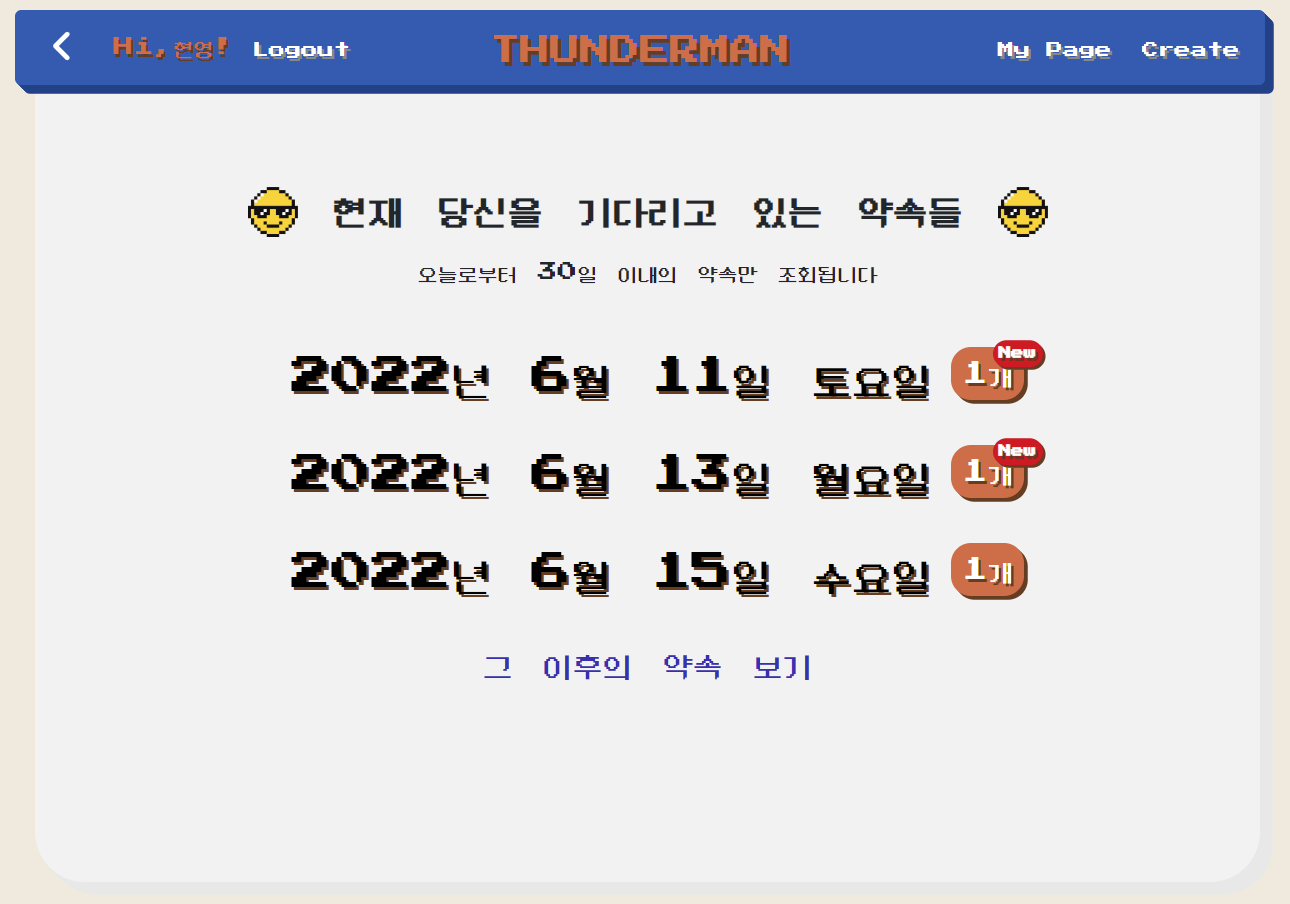 Hi, 현영! Logout THUNDERMAN My Page Create
현재 당신을 기다리고 있는 약속들
오늘로부터 30일 이내의 약속만 조회됩니다
2022년 6월 11일 토요일 1개 New
2022년 6월 13일 월요일 1개 New
2022년 6월 15일 수요일 1개
그 이후의 약속 보기